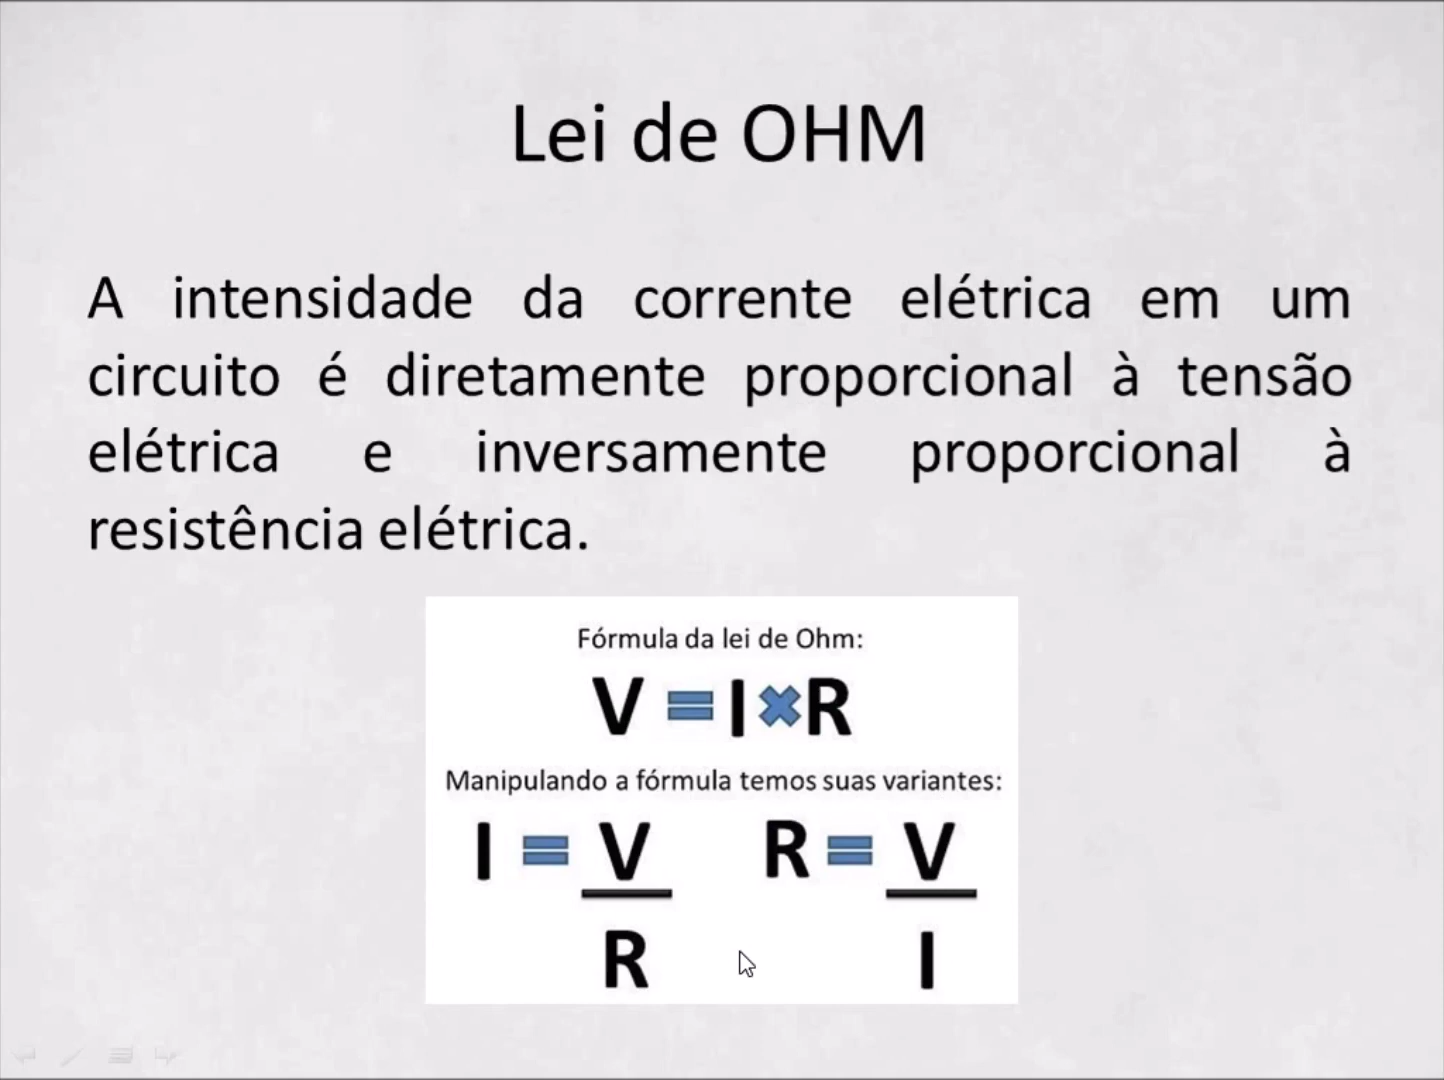 Lei de OHM
A intensidade da corrente elétrica em um
circuito é diretamente proporcional à tensão
elétrica e inversamente proporcional à
resistência elétrica.
Fórmula da lei de Ohm:
V = I × R
Manipulando a fórmula temos suas variantes:
I = V R = V
R I